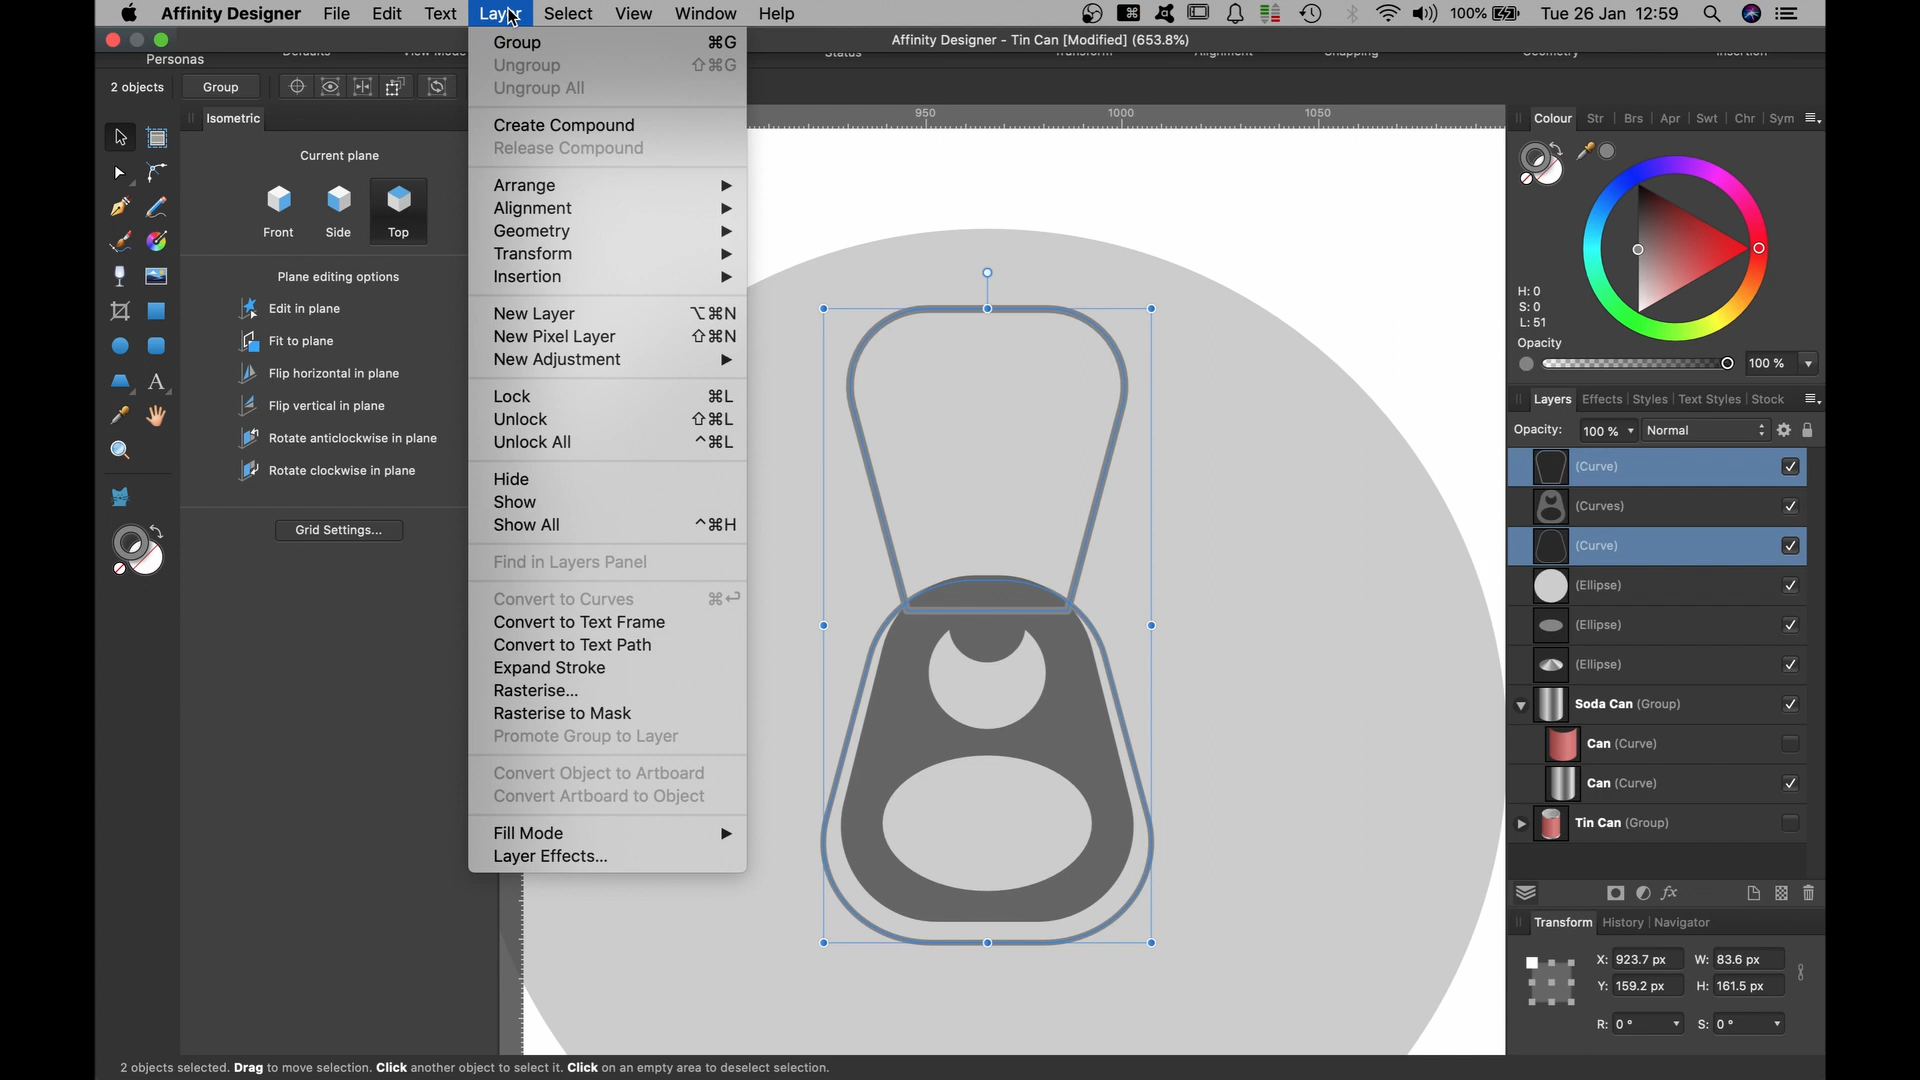 Affinity Designer File Edit Text Layer Select View Window Help 100% Tue 26 Jan 12:59
Affinity Designer - Tin Can [Modified] (653.8%)
Personas Defaults Status Transform Alignment Snapping Geometry Insertion
2 objects Group
Isometric
Current plane
Front Side Top
Plane editing options
Edit in plane
Fit to plane
Flip horizontal in plane
Flip vertical in plane
Rotate anticlockwise in plane
Rotate clockwise in plane
Grid Settings...
Group ⌘G
Ungroup ⇧⌘G
Ungroup All
Create Compound
Release Compound
Arrange
Alignment
Geometry
Transform
Insertion
New Layer ⌥⌘N
New Pixel Layer ⇧⌘N
New Adjustment
Lock ⌘L
Unlock ⇧⌘L
Unlock All ^⌘L
Hide
Show
Show All ^⌘H
Find in Layers Panel
Convert to Curves ⌘↩
Convert to Text Frame
Convert to Text Path
Expand Stroke
Rasterise...
Rasterise to Mask
Promote Group to Layer
Convert Object to Artboard
Convert Artboard to Object
Fill Mode
Layer Effects...
950 1000 1050
Colour Str Brs Apr Swt Chr Sym
H: 0
S: 0
L: 51
Opacity
100 %
Layers Effects Styles Text Styles Stock
Opacity: 100 % Normal
(Curve)
(Curves)
(Curve)
(Ellipse)
(Ellipse)
(Ellipse)
Soda Can (Group)
Can (Curve)
Can (Curve)
Tin Can (Group)
fx
Transform History Navigator
X: 923.7 px W: 83.6 px
Y: 159.2 px H: 161.5 px
R: 0 ° S: 0 °
2 objects selected. Drag to move selection. Click another object to select it. Click on an empty area to deselect selection.